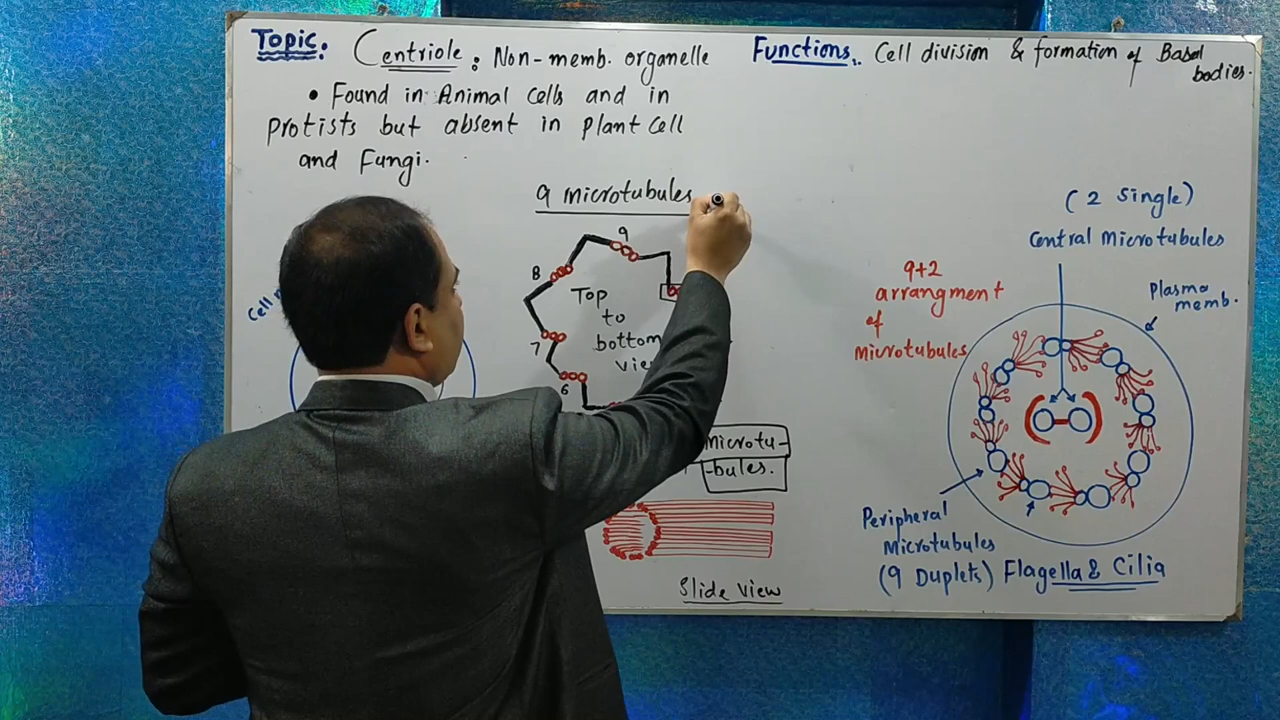 Topic: Centriole: Non-memb. organelle
Functions:. Cell division & formation of Basal
bodies.
• Found in Animal Cells and in
protists but absent in plant cell
and Fungi.
9 microtubules
9
8
7
6
Top
to
bottom
Cell
Microtu-
-bules.
Slide view
(2 Single)
Central Microtubules
9+2
arrangment
of
microtubules
Plasma
memb.
Peripheral
Microtubules
(9 Duplets)
Flagella & Cilia